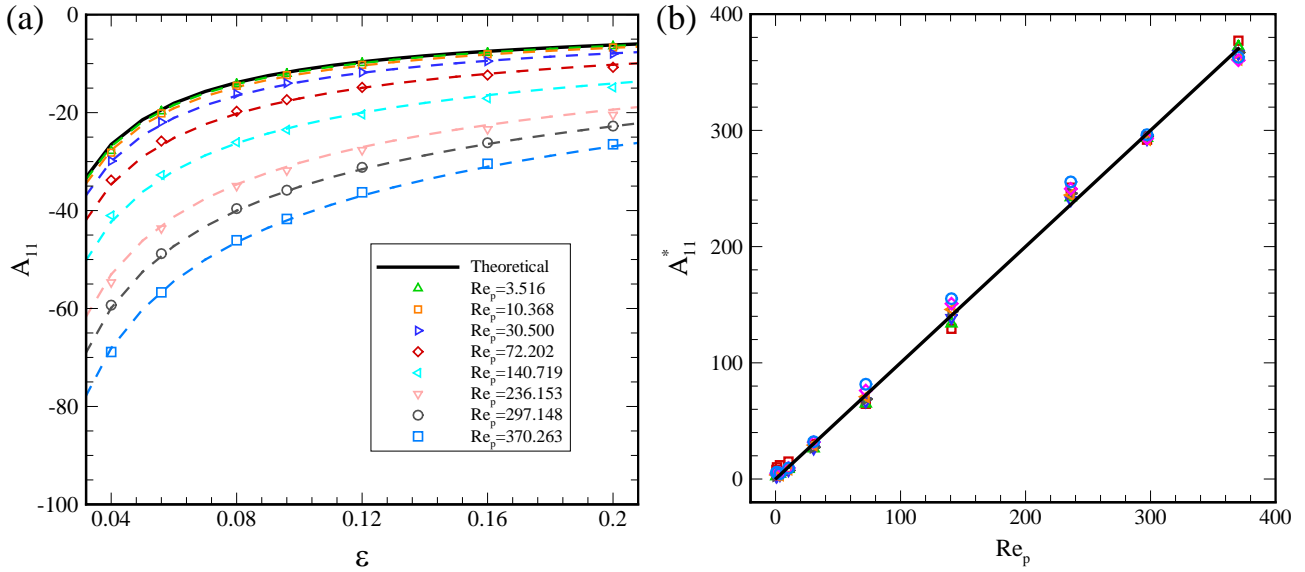 (a)
0
-20
-40
-60
-80
-100
A11
0.04
0.08
0.12
0.16
0.2
ε
Theoretical
Rep=3.516
Rep=10.368
Rep=30.500
Rep=72.202
Rep=140.719
Rep=236.153
Rep=297.148
Rep=370.263
(b)
400
300
200
100
0
A*11
0
100
200
300
400
Rep